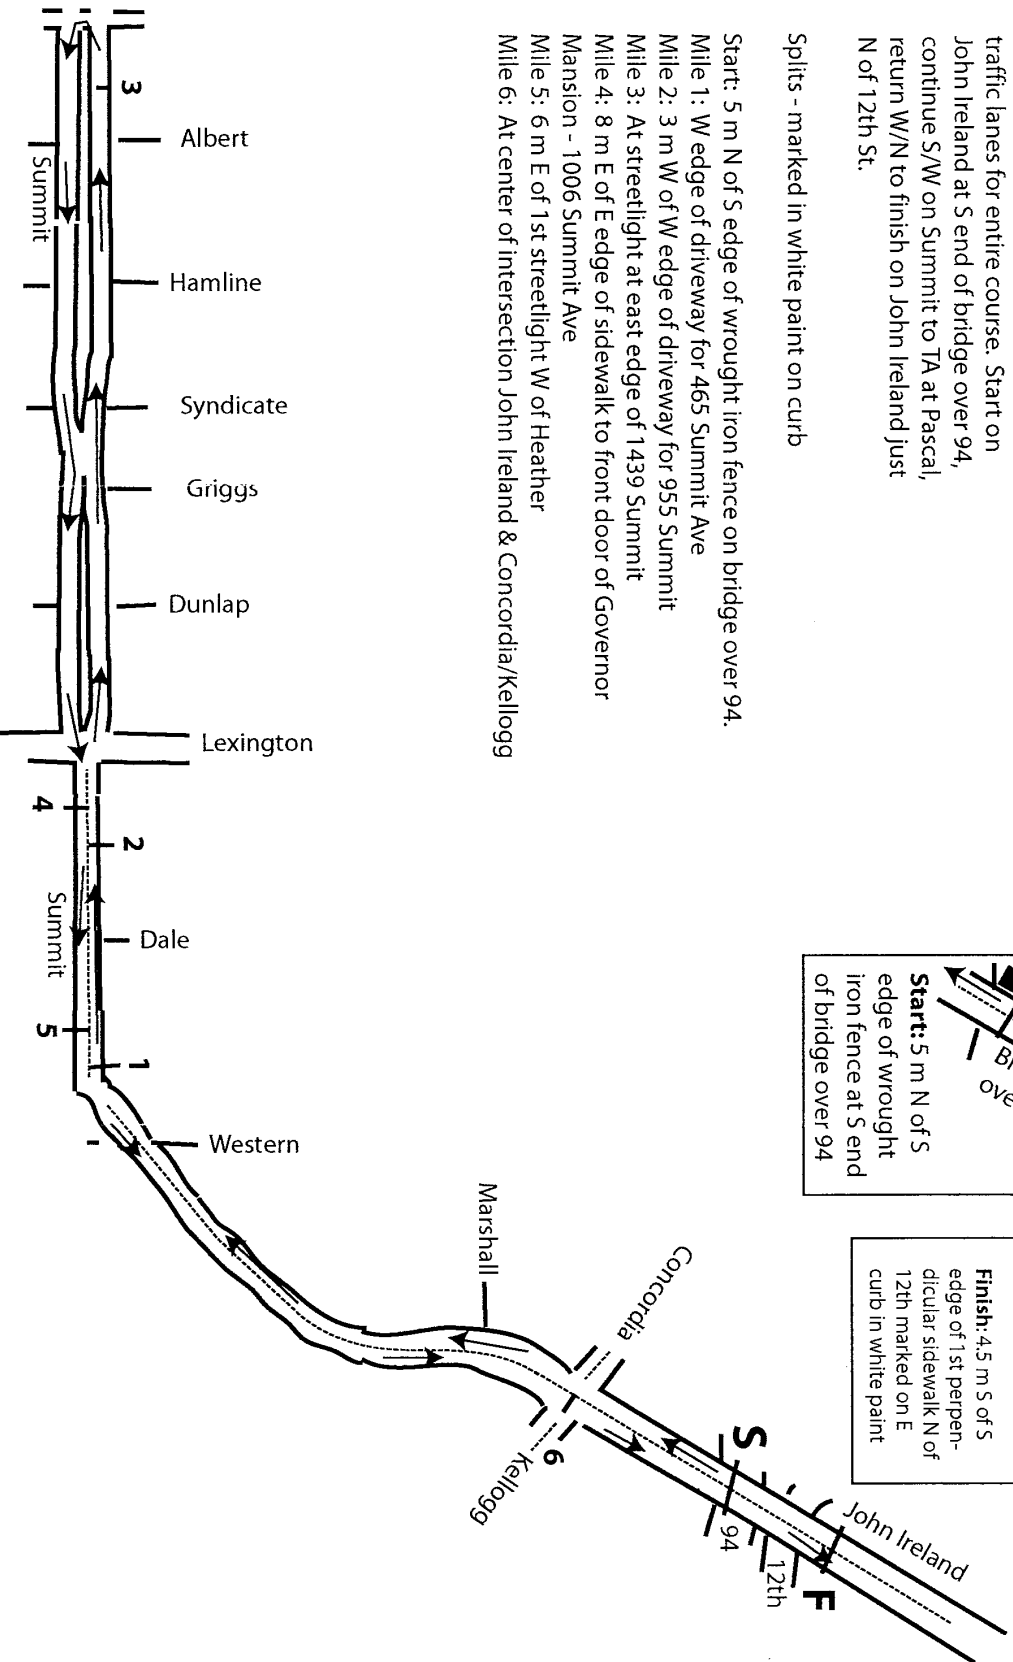 traffic lanes for entire course. Start on
John Ireland at S end of bridge over 94,
continue S/W on Summit to TA at Pascal,
return W/N to finish on John Ireland just
N of 12th St.
Splits - marked in white paint on curb
Start: 5 m N of S edge of wrought iron fence on bridge over 94.
Mile 1: W edge of driveway for 465 Summit Ave
Mile 2: 3 m W of W edge of driveway for 955 Summit
Mile 3: At streetlight at east edge of 1439 Summit
Mile 4: 8 m E of E edge of sidewalk to front door of Governor
Mansion - 1006 Summit Ave
Mile 5: 6 m E of 1st streetlight W of Heather
Mile 6: At center of intersection John Ireland & Concordia/Kellogg
Start: 5 m N of S
edge of wrought
iron fence at S end
of bridge over 94
Finish: 4.5 m S of S
edge of 1st perpen-
dicular sidewalk N of
12th marked on E
curb in white paint
3
Albert
Summit
Hamline
Syndicate
Griggs
Dunlap
Lexington
4
2
Summit
Dale
5
1
Western
Marshall
Concordia
6
Kellogg
S
94
12th
F
John Ireland